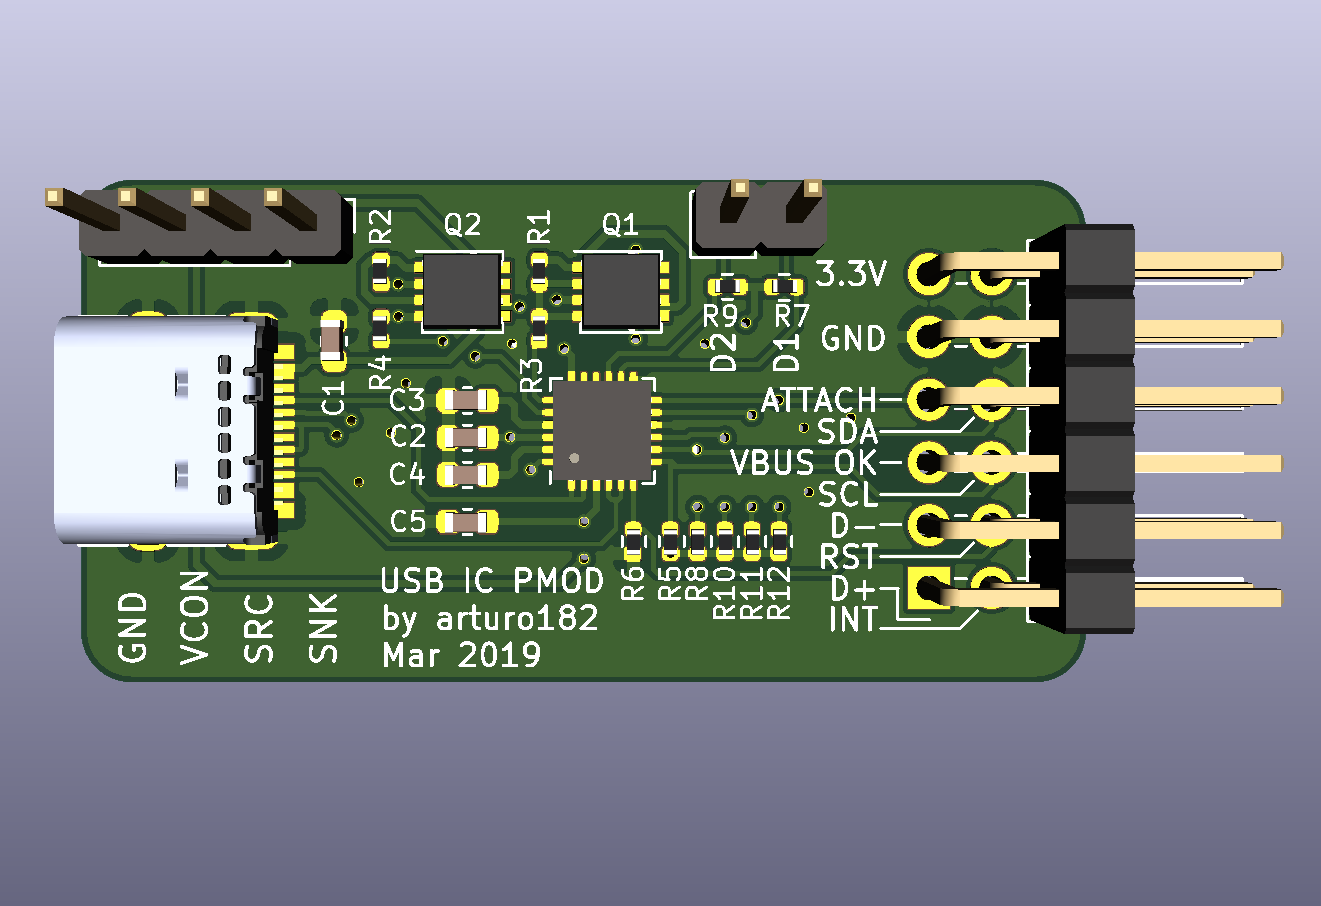 R2
Q2
R1
Q1
3.3V
R9
R7
GND
D2
D1
C1
R4
R3
C3
ATTACH
SDA
C2
VBUS OK
C4
SCL
C5
D-
RST
R6
R5
R8
R10
R11
R12
D+
INT
USB IC PMOD
by arturo182
Mar 2019
GND
VCON
SRC
SNK